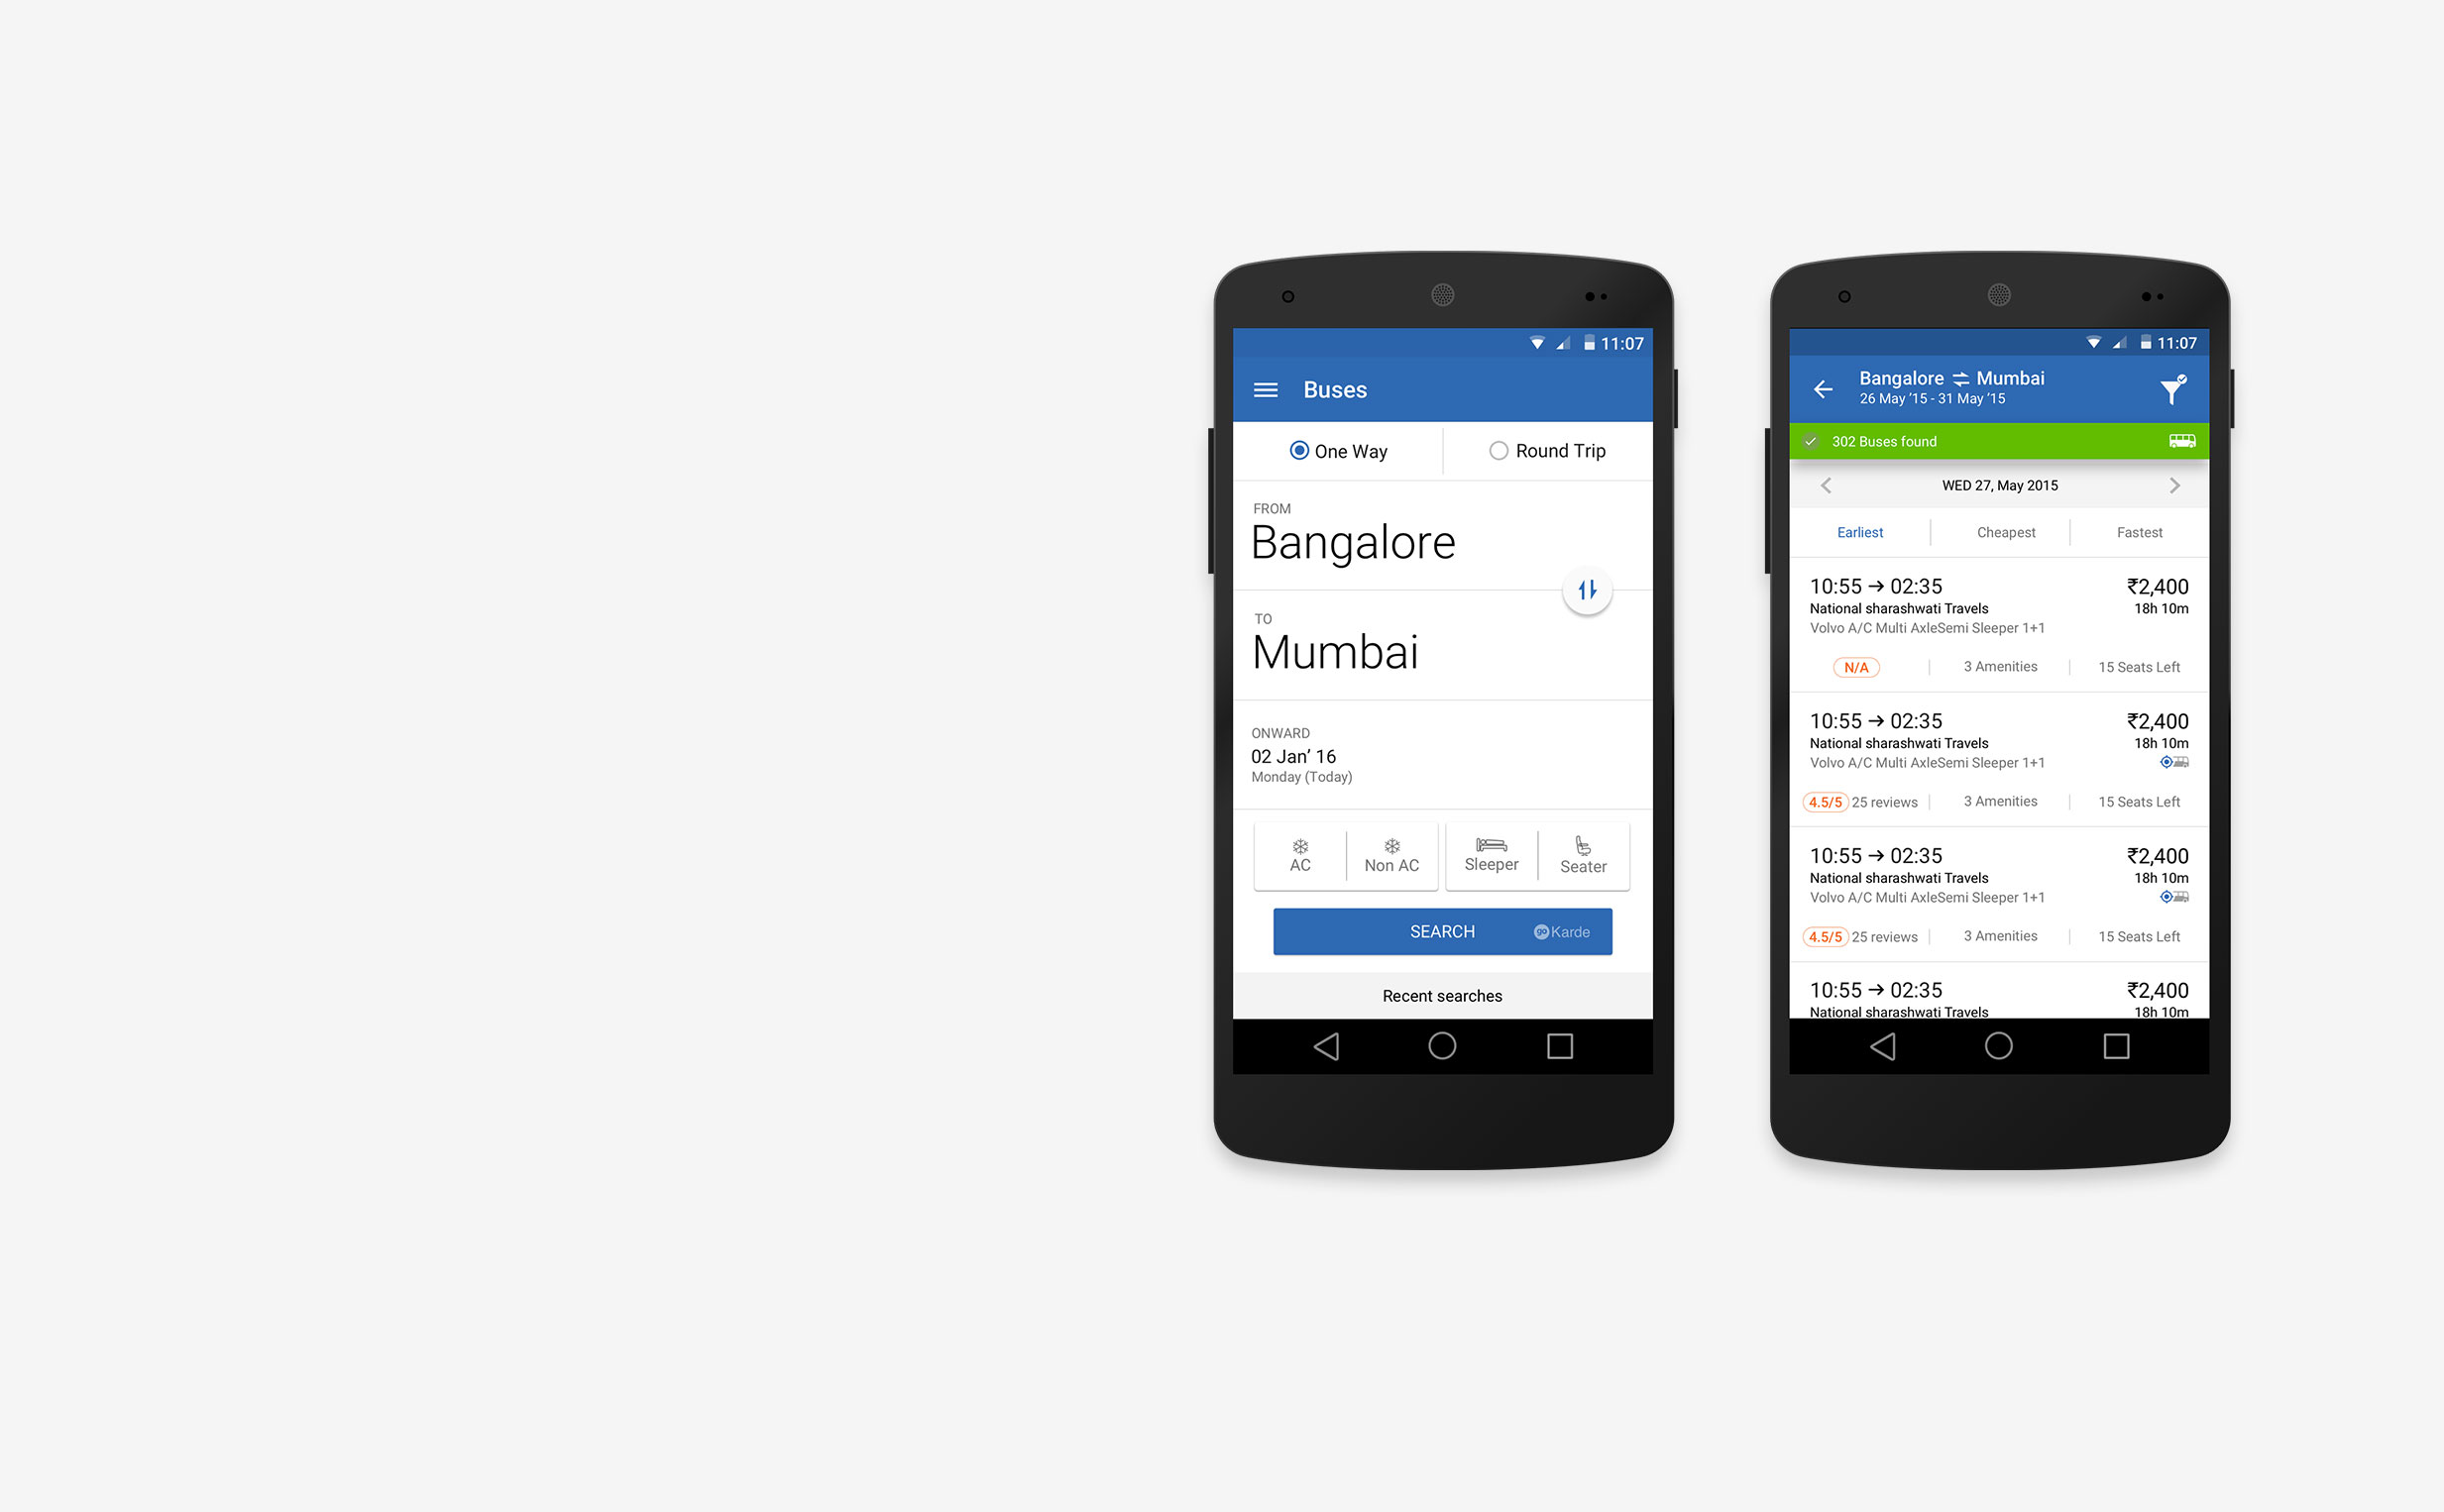 11:07
Buses
One Way
Round Trip
FROM
Bangalore
TO
Mumbai
ONWARD
02 Jan’ 16
Monday (Today)
AC
Non AC
Sleeper
Seater
SEARCH
go Karde
Recent searches
11:07
Bangalore ⇌ Mumbai
26 May ’15 - 31 May ’15
302 Buses found
WED 27, May 2015
Earliest
Cheapest
Fastest
10:55 → 02:35 ₹2,400
National sharashwati Travels 18h 10m
Volvo A/C Multi AxleSemi Sleeper 1+1
N/A 3 Amenities 15 Seats Left
10:55 → 02:35 ₹2,400
National sharashwati Travels 18h 10m
Volvo A/C Multi AxleSemi Sleeper 1+1
4.5/5 25 reviews 3 Amenities 15 Seats Left
10:55 → 02:35 ₹2,400
National sharashwati Travels 18h 10m
Volvo A/C Multi AxleSemi Sleeper 1+1
4.5/5 25 reviews 3 Amenities 15 Seats Left
10:55 → 02:35 ₹2,400
National sharashwati Travels 18h 10m